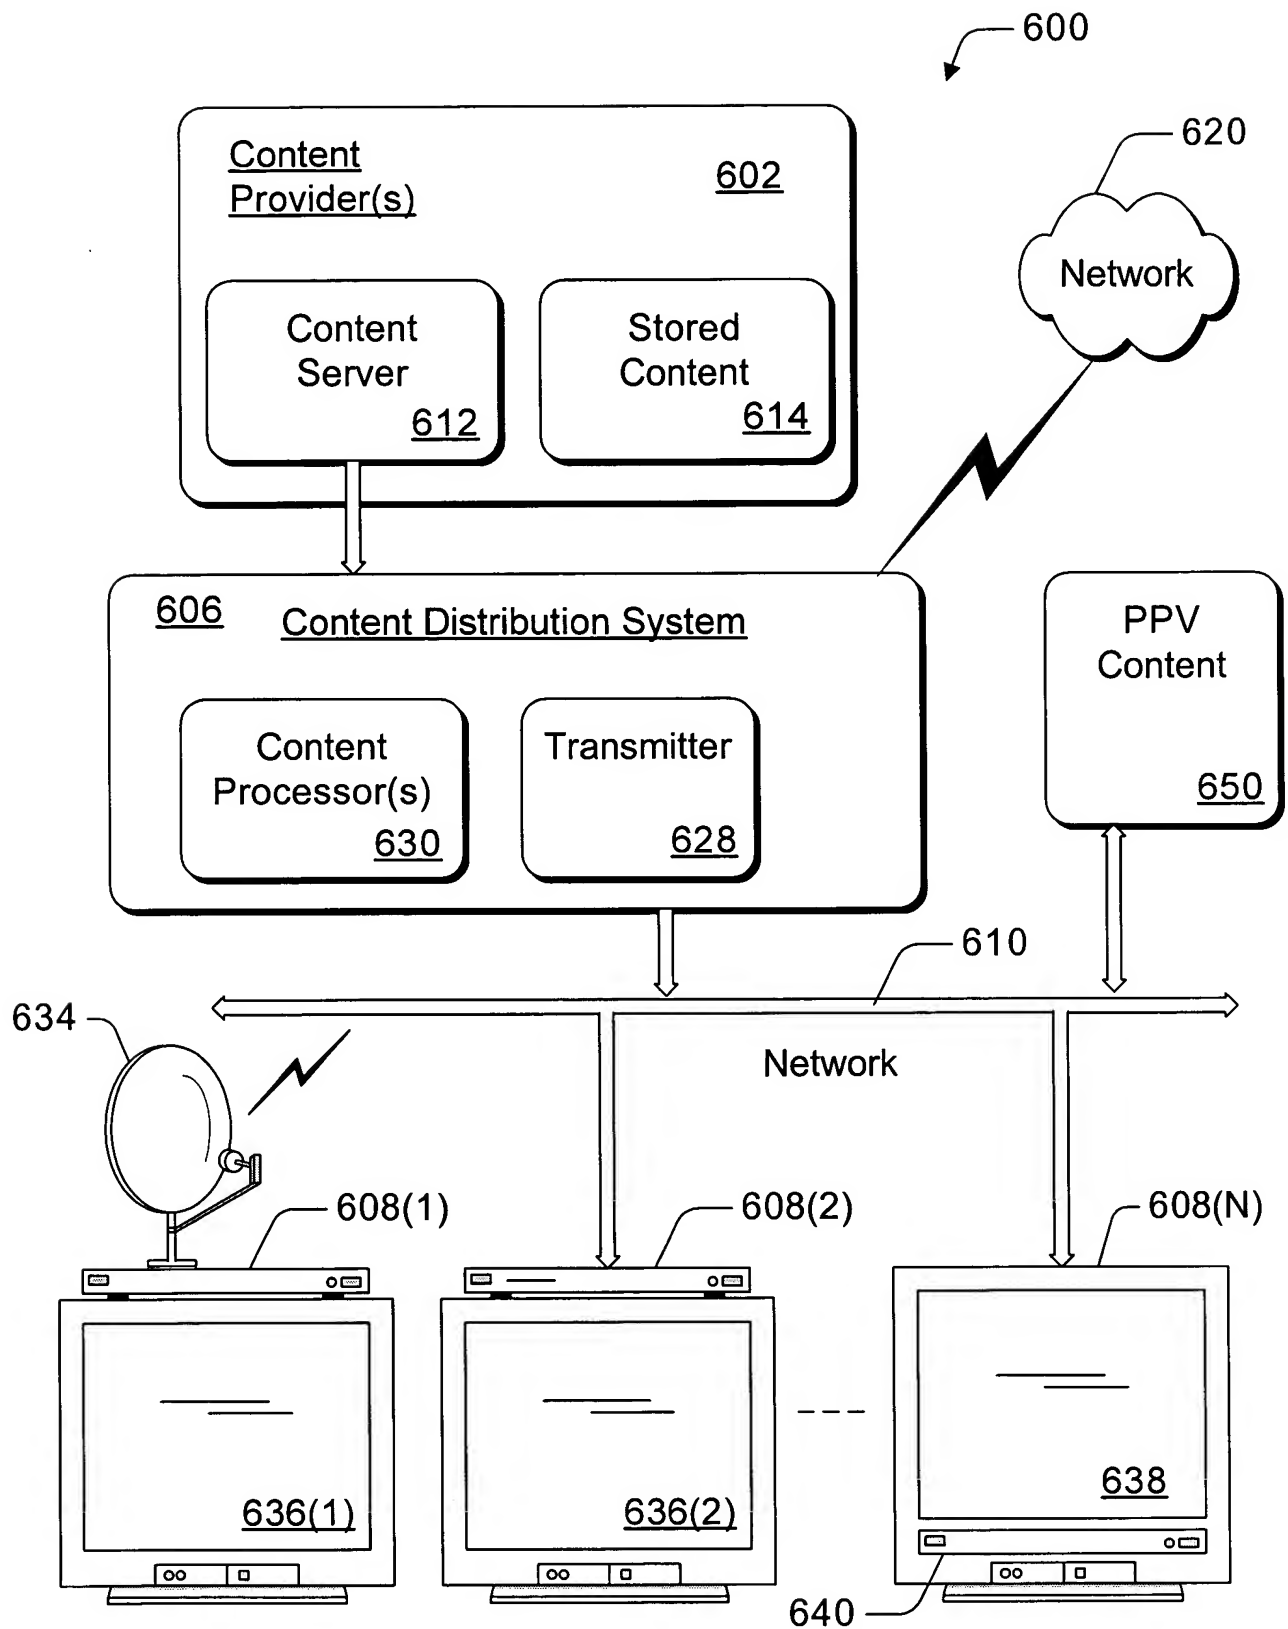 600
620
Content
Provider(s)
602
Network
Content
Server
612
Stored
Content
614
606
Content Distribution System
PPV
Content
650
Content
Processor(s)
630
Transmitter
628
610
634
Network
608(1)
608(2)
608(N)
636(1)
636(2)
638
640